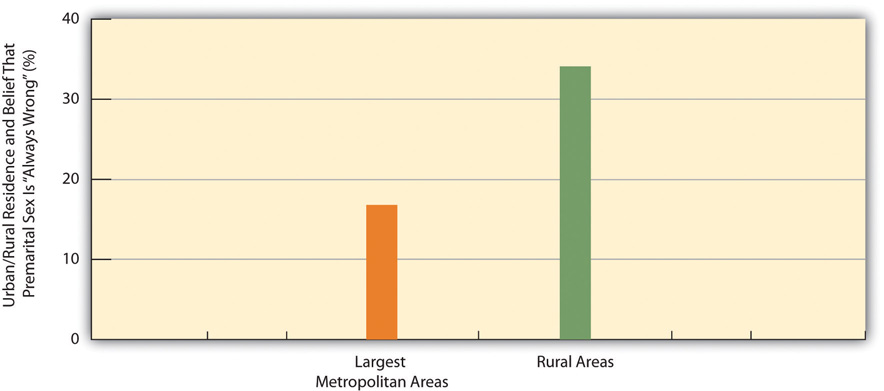 Urban/Rural Residence and Belief That
Premarital Sex Is “Always Wrong” (%)
40
30
20
10
0
Largest
Metropolitan Areas
Rural Areas